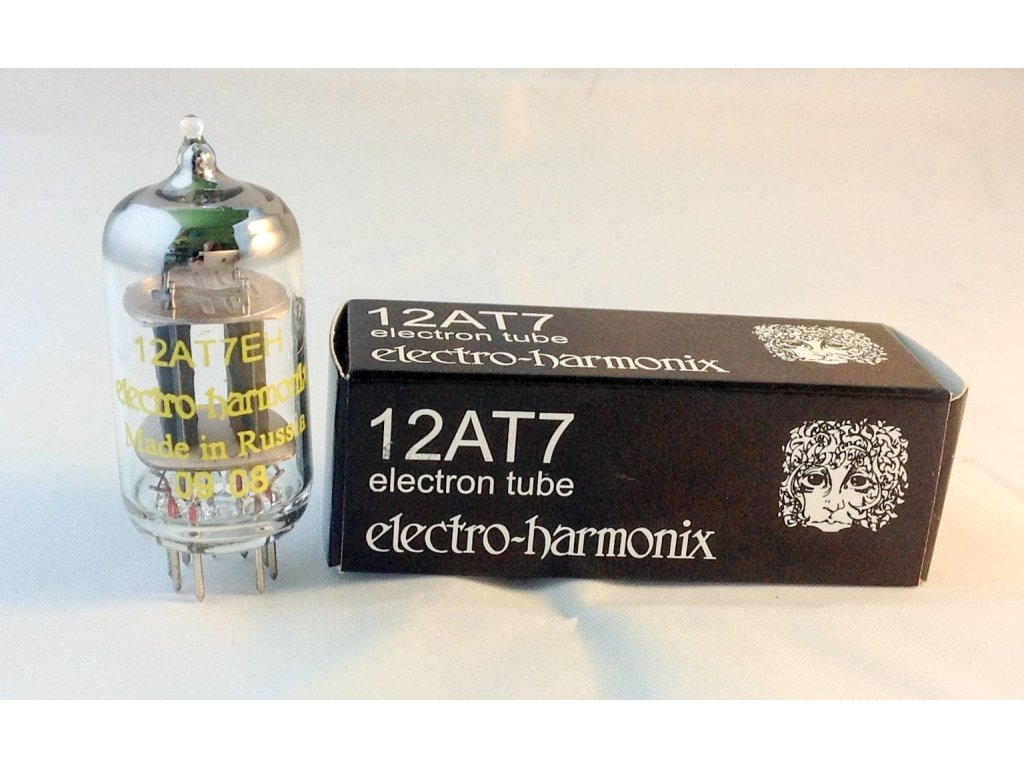 12AT7EH
electro-harmonix
Made in Russia
09 08
12AT7
electron tube
electro-harmonix
12AT7
electron tube
electro-harmonix